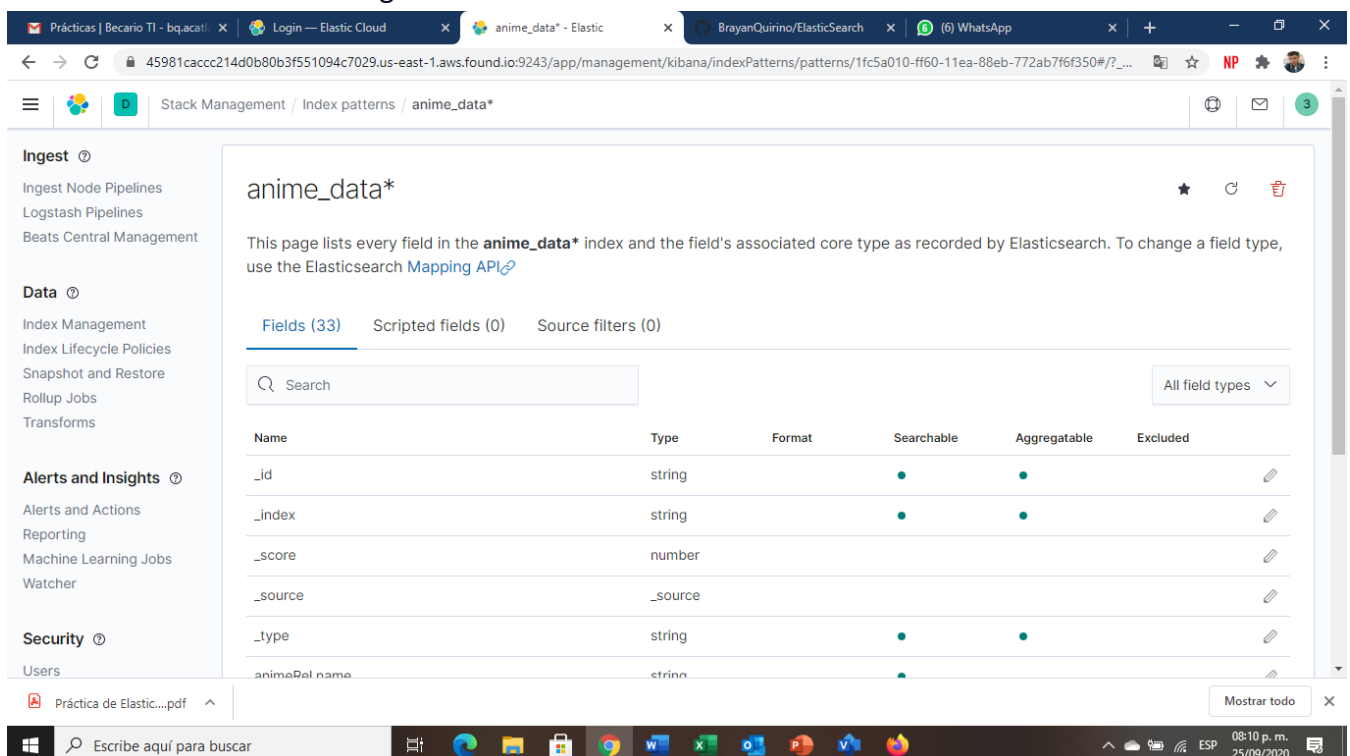 Prácticas | Becario TI - bq.acatl
Login — Elastic Cloud
anime_data* - Elastic
BrayanQuirino/ElasticSearch
(6) WhatsApp
45981caccc214d0b80b3f551094c7029.us-east-1.aws.found.io:9243/app/management/kibana/indexPatterns/patterns/1fc5a010-ff60-11ea-88eb-772ab7f6f350#/?_...
NP
D Stack Management / Index patterns / anime_data* 3
Ingest
Ingest Node Pipelines
Logstash Pipelines
Beats Central Management
Data
Index Management
Index Lifecycle Policies
Snapshot and Restore
Rollup Jobs
Transforms
Alerts and Insights
Alerts and Actions
Reporting
Machine Learning Jobs
Watcher
Security
Users
anime_data*
This page lists every field in the anime_data* index and the field's associated core type as recorded by Elasticsearch. To change a field type,
use the Elasticsearch Mapping API
Fields (33) Scripted fields (0) Source filters (0)
Search
All field types
Name Type Format Searchable Aggregatable Excluded
_id string
_index string
_score number
_source _source
_type string
animeRel.name string
Práctica de Elastic....pdf
Mostrar todo
Escribe aquí para buscar
ESP
08:10 p. m.
25/09/2020